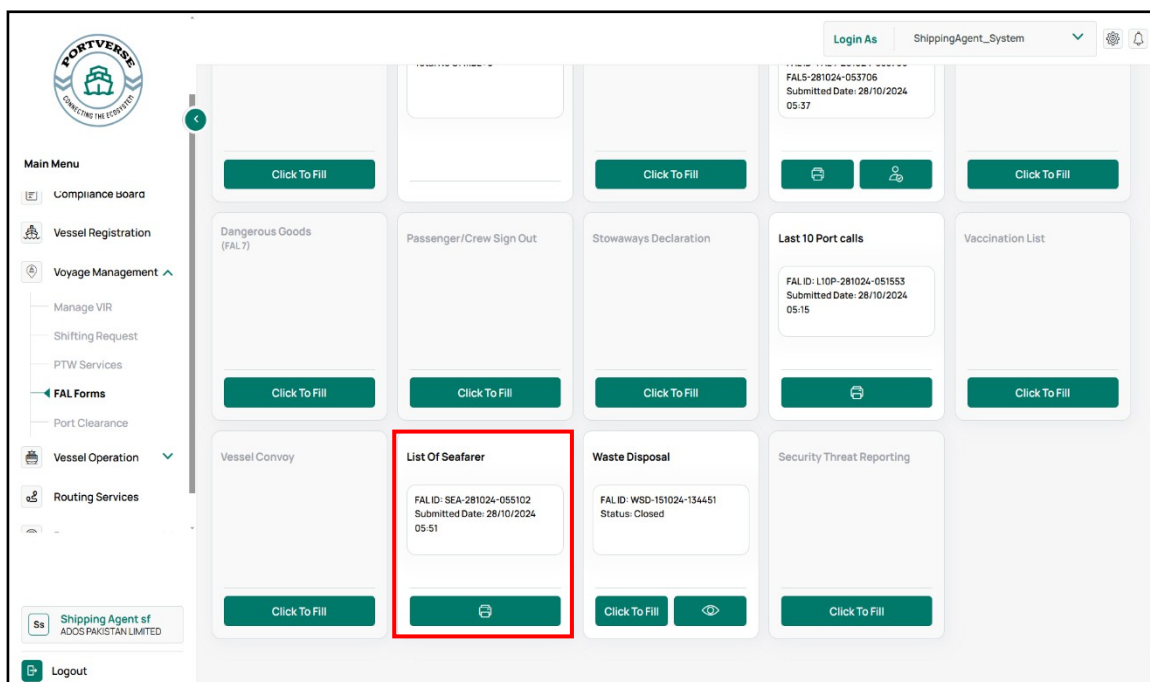 PORTVERSE
CONNECTING THE ECOSYSTEM
Login As
ShippingAgent_System
Main Menu
Compliance Board
Vessel Registration
Voyage Management
Manage VIR
Shifting Request
PTW Services
FAL Forms
Port Clearance
Vessel Operation
Routing Services
Ss
Shipping Agent sf
ADOS PAKISTAN LIMITED
Logout
FAL5-281024-053706
Submitted Date: 28/10/2024
05:37
Click To Fill
Click To Fill
Click To Fill
Dangerous Goods
(FAL 7)
Click To Fill
Passenger/Crew Sign Out
Click To Fill
Stowaways Declaration
Click To Fill
Last 10 Port calls
FAL ID: L10P-281024-051553
Submitted Date: 28/10/2024
05:15
Vaccination List
Click To Fill
Vessel Convoy
Click To Fill
List Of Seafarer
FAL ID: SEA-281024-055102
Submitted Date: 28/10/2024
05:51
Waste Disposal
FAL ID: WSD-151024-134451
Status: Closed
Click To Fill
Security Threat Reporting
Click To Fill